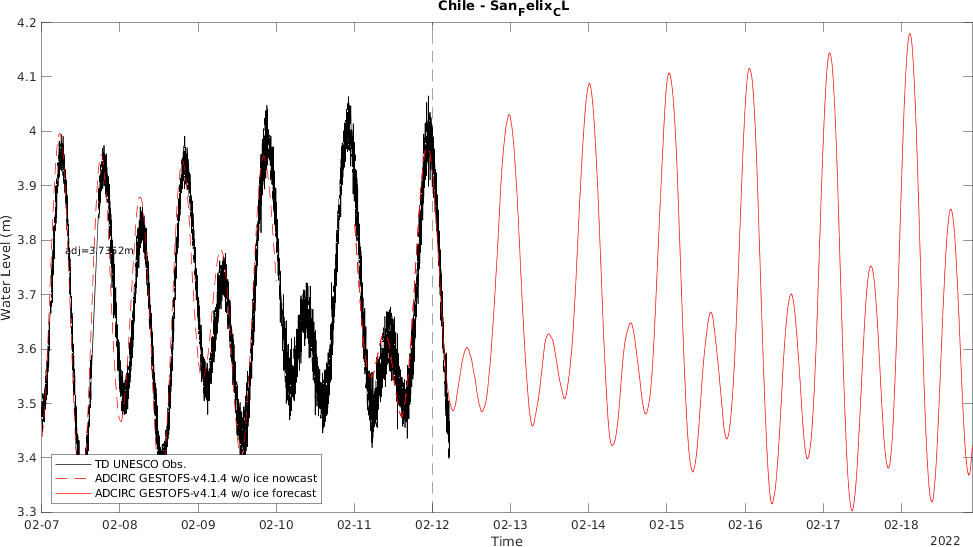 Chile - SanFelixCL
4.2
4.1
4
3.9
3.8
3.7
3.6
3.5
3.4
3.3
Water Level (m)
adj=3.7352m
TD UNESCO Obs.
ADCIRC GESTOFS-v4.1.4 w/o ice nowcast
ADCIRC GESTOFS-v4.1.4 w/o ice forecast
02-07 02-08 02-09 02-10 02-11 02-12 02-13 02-14 02-15 02-16 02-17 02-18
Time
2022